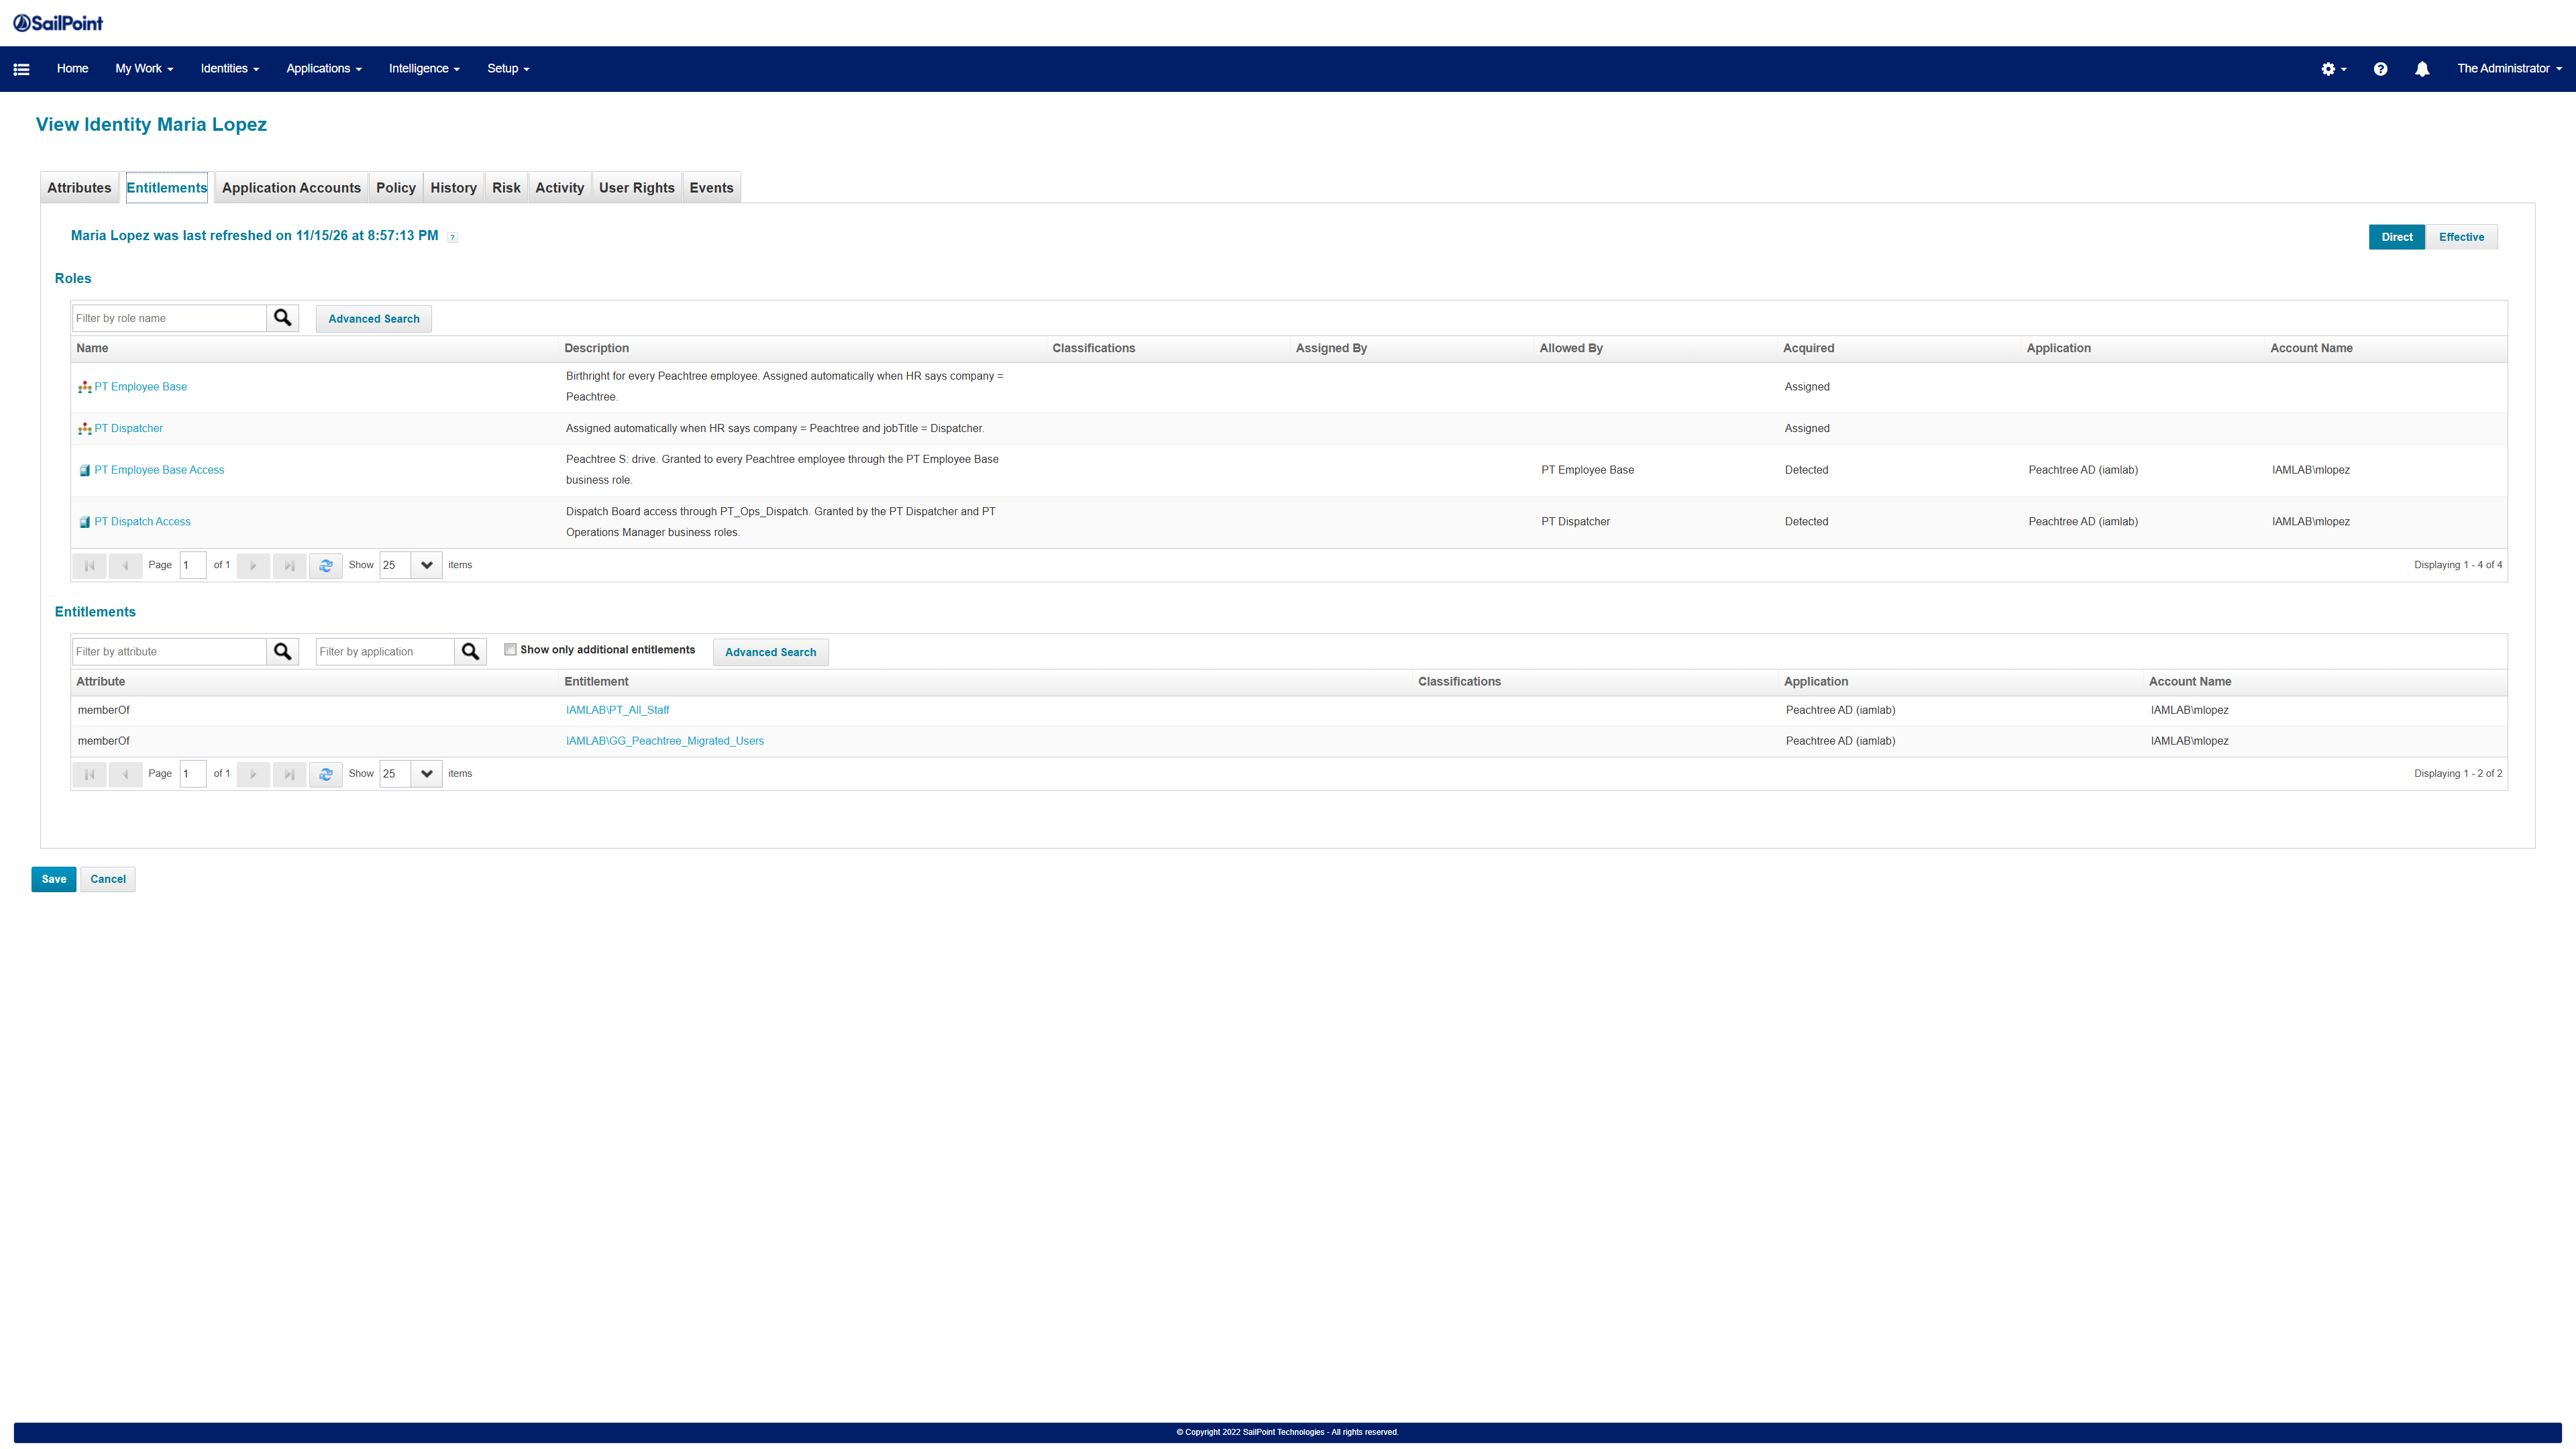 SailPoint
Home My Work Identities Applications Intelligence Setup The Administrator
View Identity Maria Lopez
Attributes Entitlements Application Accounts Policy History Risk Activity User Rights Events
Maria Lopez was last refreshed on 11/15/26 at 8:57:13 PM ?
Direct Effective
Roles
Filter by role name Advanced Search
Name Description Classifications Assigned By Allowed By Acquired Application Account Name
PT Employee Base Birthright for every Peachtree employee. Assigned automatically when HR says company = Assigned
Peachtree.
PT Dispatcher Assigned automatically when HR says company = Peachtree and jobTitle = Dispatcher. Assigned
PT Employee Base Access Peachtree S: drive. Granted to every Peachtree employee through the PT Employee Base PT Employee Base Detected Peachtree AD (iamlab) IAMLAB\mlopez
business role.
PT Dispatch Access Dispatch Board access through PT_Ops_Dispatch. Granted by the PT Dispatcher and PT PT Dispatcher Detected Peachtree AD (iamlab) IAMLAB\mlopez
Operations Manager business roles.
Page 1 of 1 Show 25 items Displaying 1 - 4 of 4
Entitlements
Filter by attribute Filter by application Show only additional entitlements Advanced Search
Attribute Entitlement Classifications Application Account Name
memberOf IAMLAB\PT_All_Staff Peachtree AD (iamlab) IAMLAB\mlopez
memberOf IAMLAB\GG_Peachtree_Migrated_Users Peachtree AD (iamlab) IAMLAB\mlopez
Page 1 of 1 Show 25 items Displaying 1 - 2 of 2
Save Cancel
© Copyright 2022 SailPoint Technologies - All rights reserved.